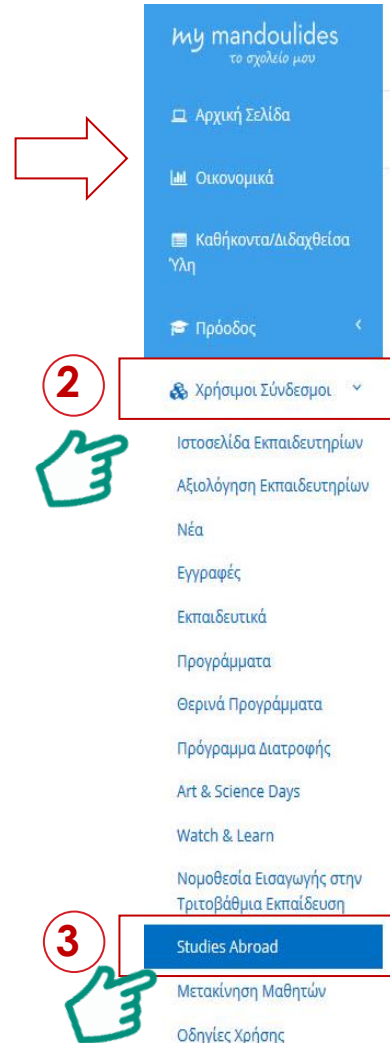 my mandoulides
το σχολείο μου
Αρχική Σελίδα
Οικονομικά
Καθήκοντα/Διδαχθείσα
Ύλη
Πρόοδος
2
Χρήσιμοι Σύνδεσμοι
Ιστοσελίδα Εκπαιδευτηρίων
Αξιολόγηση Εκπαιδευτηρίων
Νέα
Εγγραφές
Εκπαιδευτικά
Προγράμματα
Θερινά Προγράμματα
Πρόγραμμα Διατροφής
Art & Science Days
Watch & Learn
Νομοθεσία Εισαγωγής στην
Τριτοβάθμια Εκπαίδευση
3
Studies Abroad
Μετακίνηση Μαθητών
Οδηγίες Χρήσης